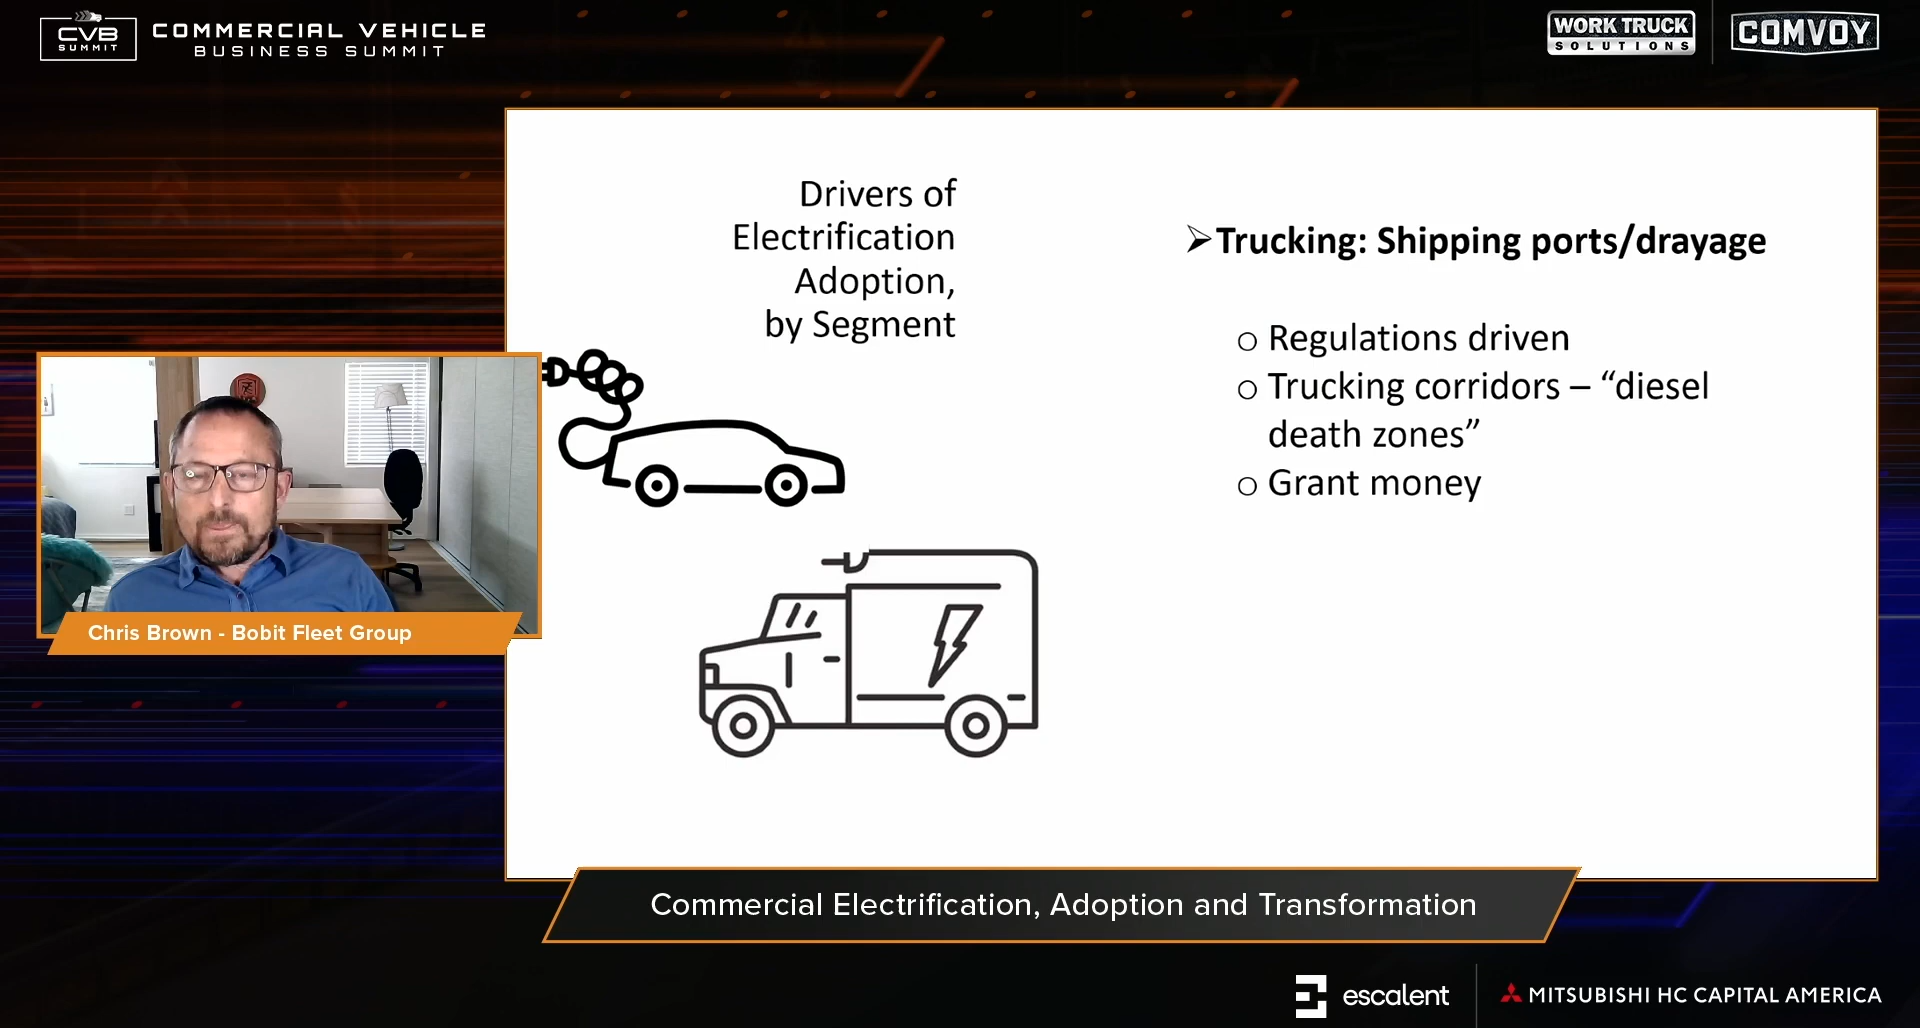 CVB
SUMMIT
COMMERCIAL VEHICLE
BUSINESS SUMMIT
WORK TRUCK
SOLUTIONS
COMVOY
Drivers of
Electrification
Adoption,
by Segment
➢Trucking: Shipping ports/drayage
o Regulations driven
o Trucking corridors – “diesel
death zones”
o Grant money
Chris Brown - Bobit Fleet Group
Commercial Electrification, Adoption and Transformation
escalent
MITSUBISHI HC CAPITAL AMERICA